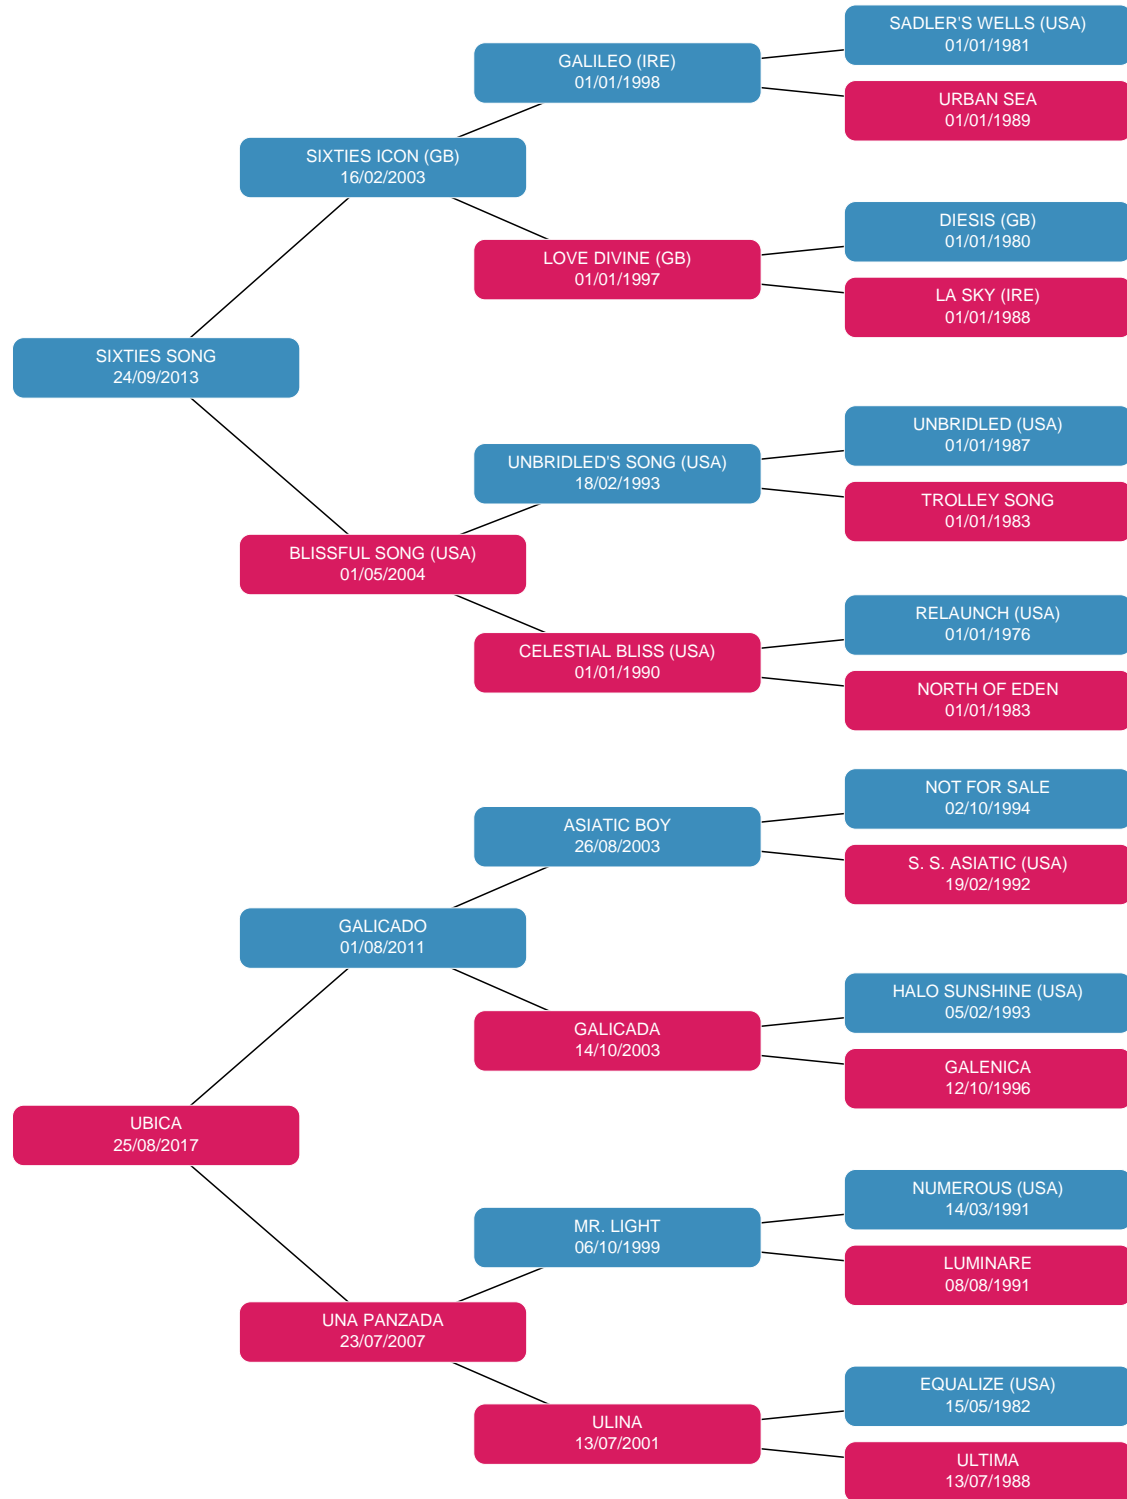 SADLER'S WELLS (USA)
01/01/1981
GALILEO (IRE)
01/01/1998
URBAN SEA
01/01/1989
SIXTIES ICON (GB)
16/02/2003
DIESIS (GB)
01/01/1980
LOVE DIVINE (GB)
01/01/1997
LA SKY (IRE)
01/01/1988
SIXTIES SONG
24/09/2013
UNBRIDLED (USA)
01/01/1987
UNBRIDLED'S SONG (USA)
18/02/1993
TROLLEY SONG
01/01/1983
BLISSFUL SONG (USA)
01/05/2004
RELAUNCH (USA)
01/01/1976
CELESTIAL BLISS (USA)
01/01/1990
NORTH OF EDEN
01/01/1983
NOT FOR SALE
02/10/1994
ASIATIC BOY
26/08/2003
S. S. ASIATIC (USA)
19/02/1992
GALICADO
01/08/2011
HALO SUNSHINE (USA)
05/02/1993
GALICADA
14/10/2003
GALENICA
12/10/1996
UBICA
25/08/2017
NUMEROUS (USA)
14/03/1991
MR. LIGHT
06/10/1999
LUMINARE
08/08/1991
UNA PANZADA
23/07/2007
EQUALIZE (USA)
15/05/1982
ULINA
13/07/2001
ULTIMA
13/07/1988